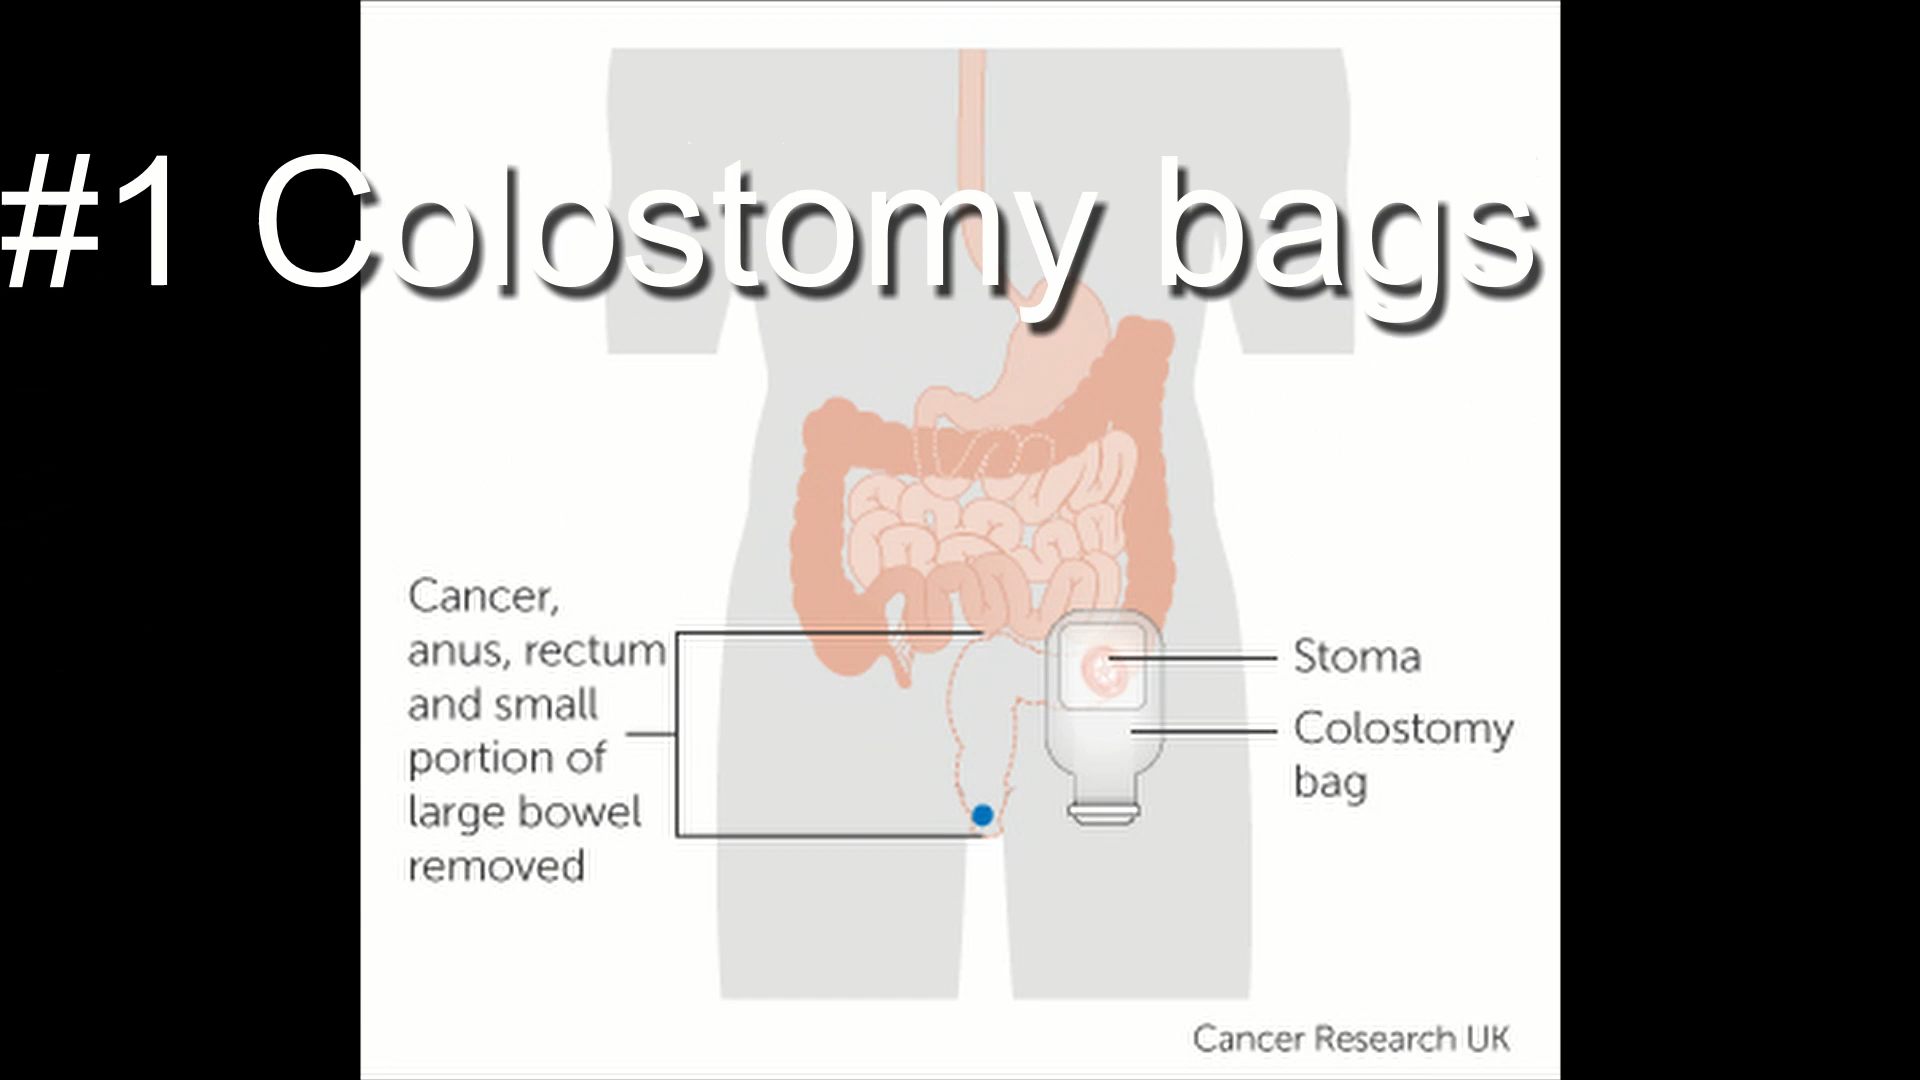 #1 Colostomy bags
Cancer,
anus, rectum
and small
portion of
large bowel
removed
Stoma
Colostomy
bag
Cancer Research UK